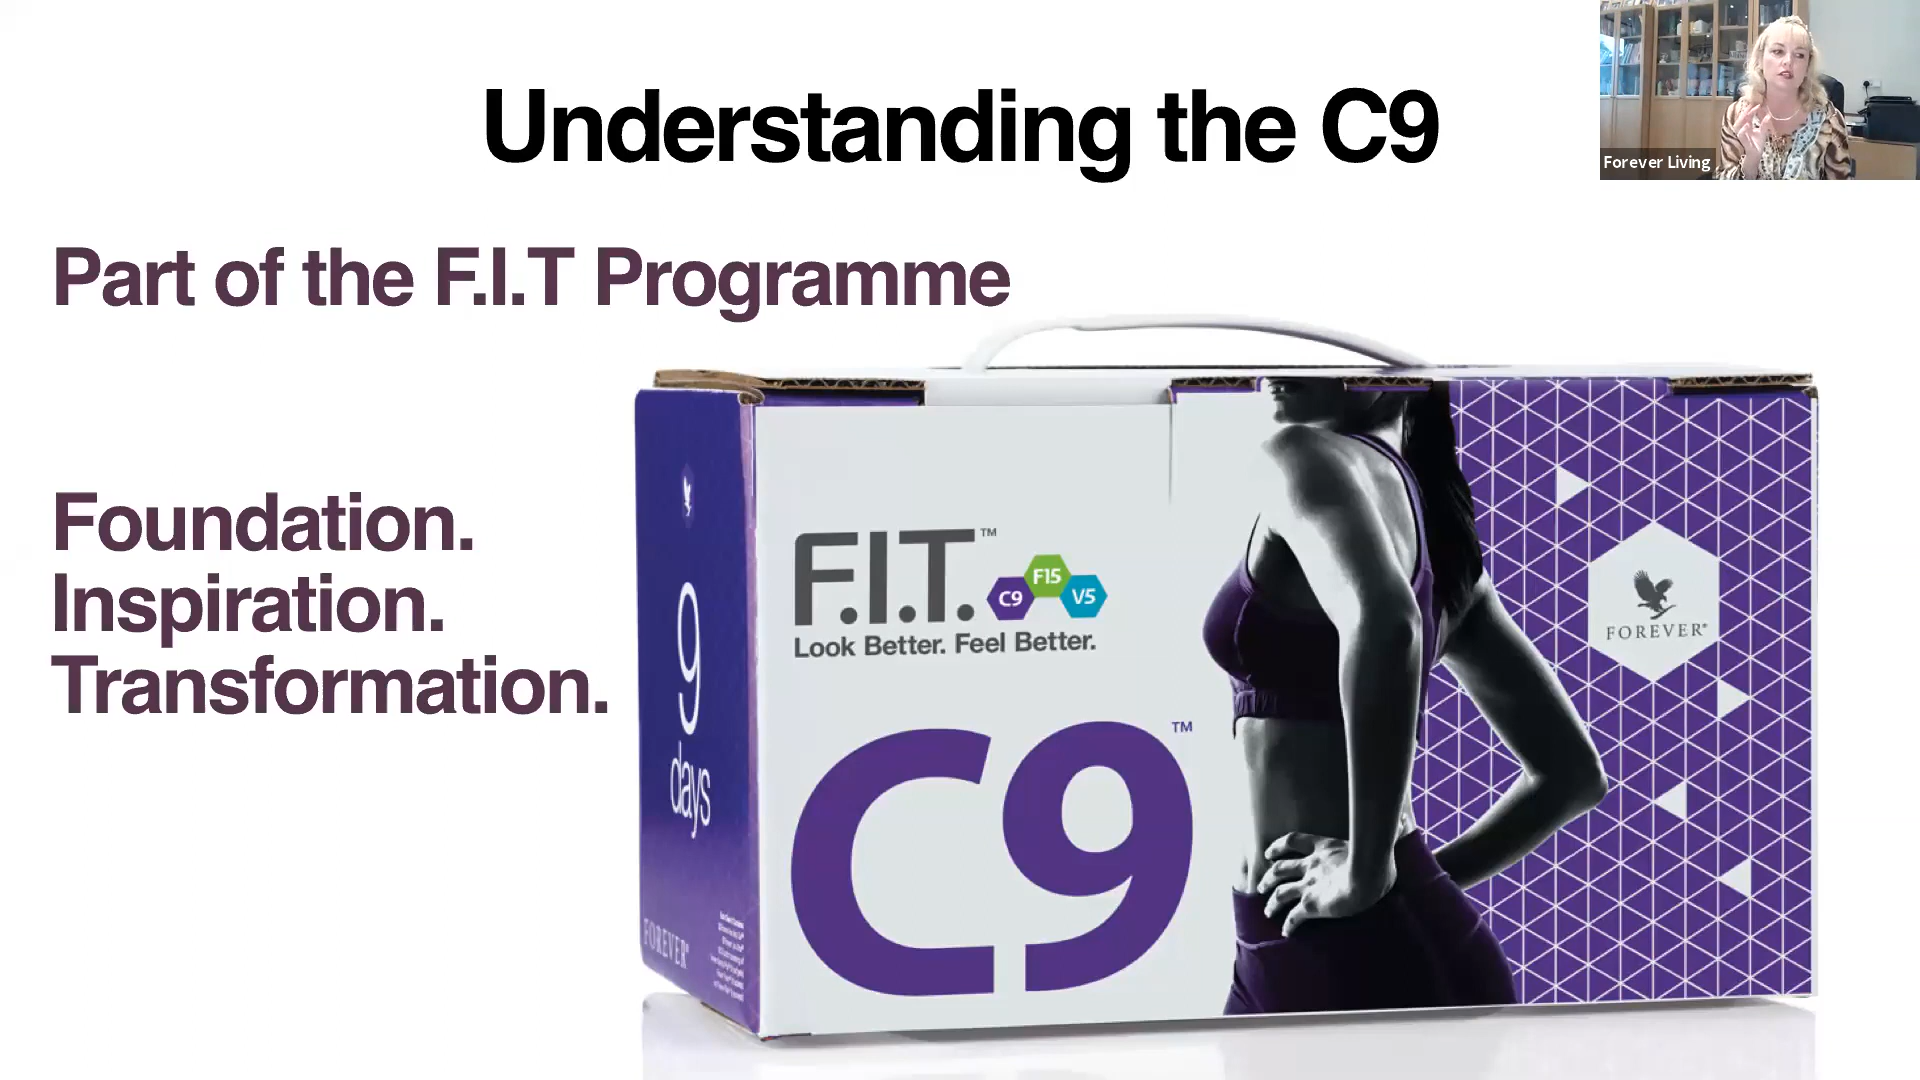 Understanding the C9
Forever Living
Part of the F.I.T Programme
Foundation.
Inspiration.
Transformation.
9
days
FOREVER®
F.I.T.™
C9
F15
V5
Look Better. Feel Better.
C9™
FOREVER®